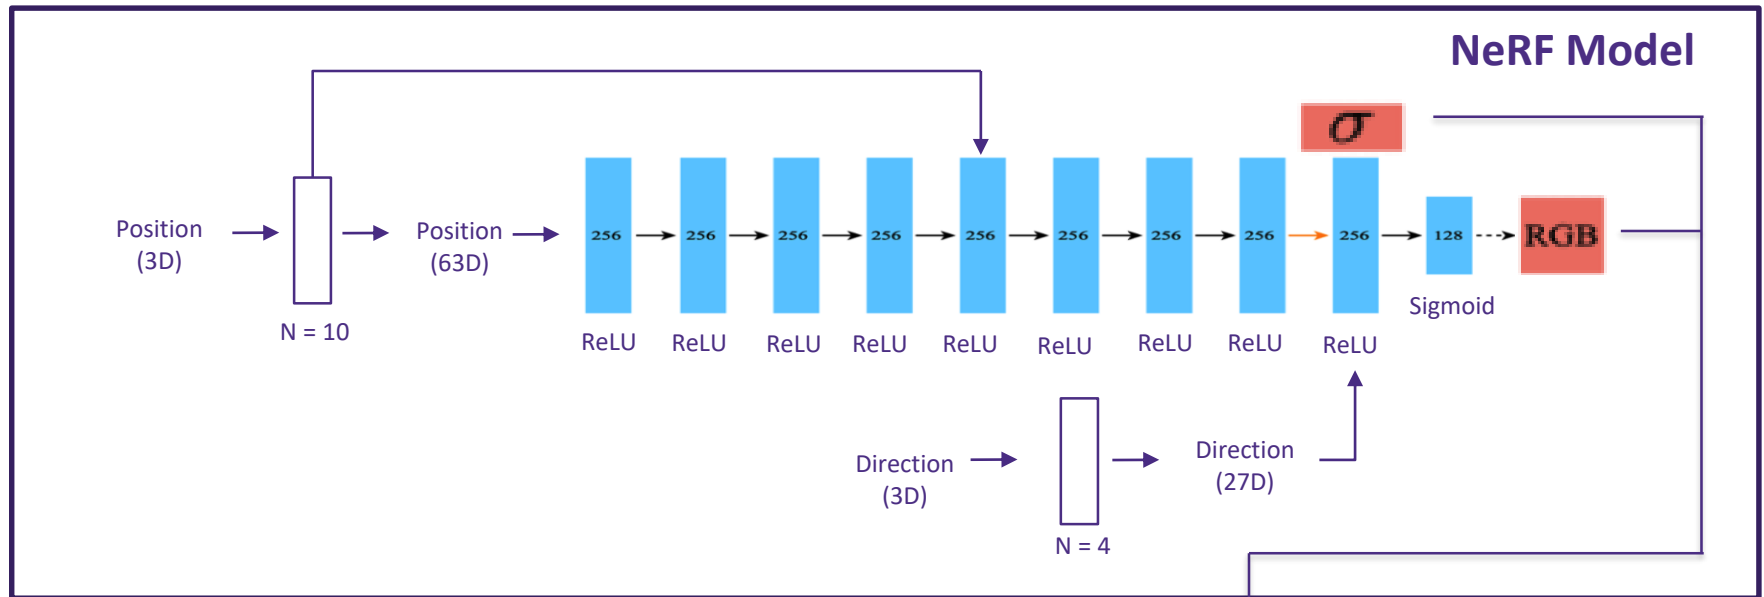 NeRF Model
σ
Position
(3D)
N = 10
Position
(63D)
256
256
256
256
256
256
256
256
256
128
RGB
Sigmoid
ReLU
ReLU
ReLU
ReLU
ReLU
ReLU
ReLU
ReLU
ReLU
Direction
(3D)
N = 4
Direction
(27D)